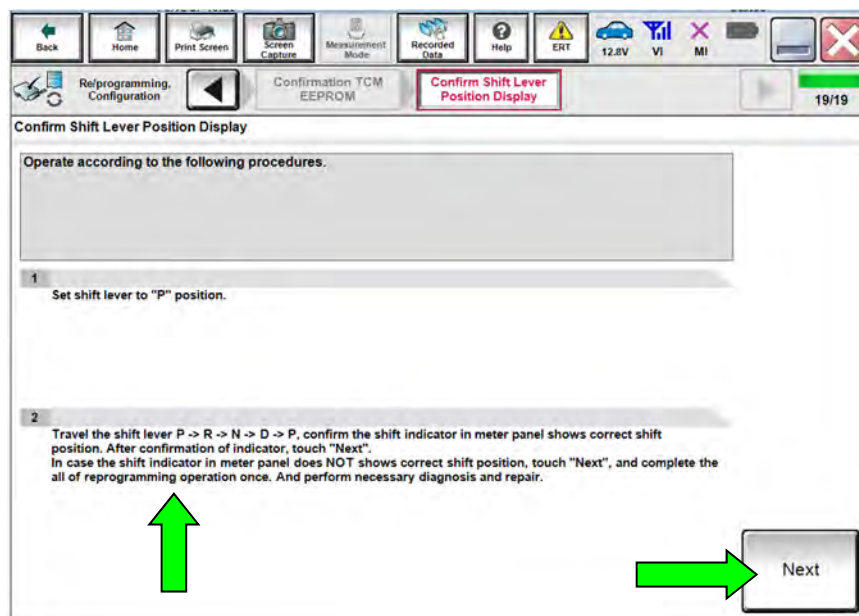 Back
Home
Print Screen
Screen
Capture
Measurement
Mode
Recorded
Data
Help
ERT
12.8V
VI
MI
Re/programming,
Configuration
Confirmation TCM
EEPROM
Confirm Shift Lever
Position Display
19/19
Confirm Shift Lever Position Display
Operate according to the following procedures.
1
Set shift lever to "P" position.
2
Travel the shift lever P -> R -> N -> D -> P, confirm the shift indicator in meter panel shows correct shift
position. After confirmation of indicator, touch "Next".
In case the shift indicator in meter panel does NOT shows correct shift position, touch "Next", and complete the
all of reprogramming operation once. And perform necessary diagnosis and repair.
Next